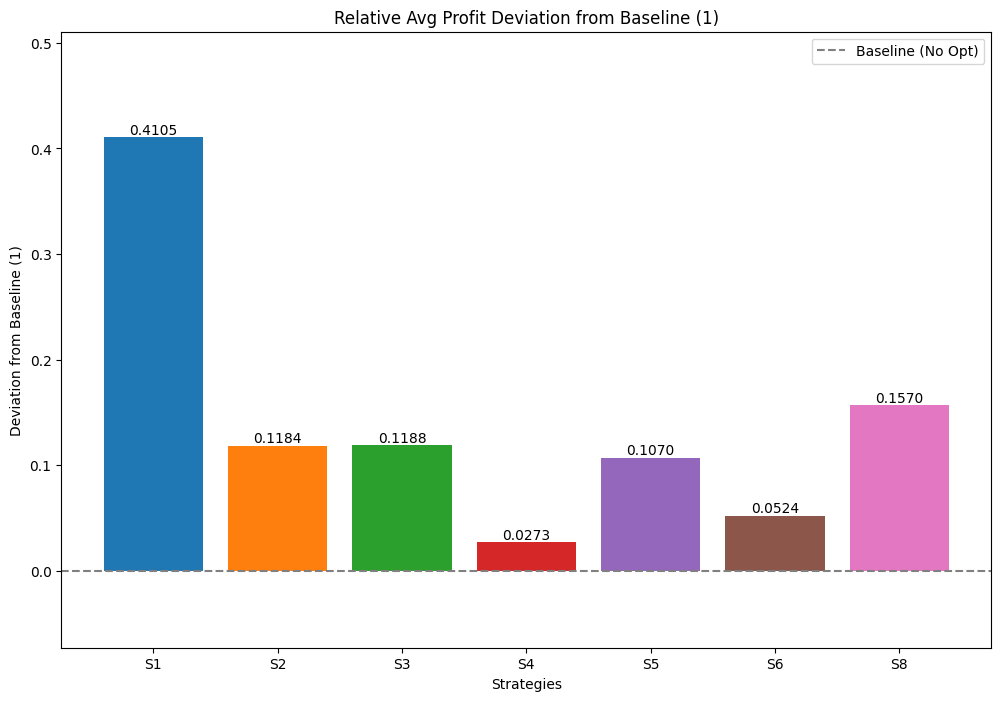 Relative Avg Profit Deviation from Baseline (1)
Baseline (No Opt)
Deviation from Baseline (1)
0.5
0.4
0.3
0.2
0.1
0.0
0.4105
0.1184
0.1188
0.0273
0.1070
0.0524
0.1570
S1
S2
S3
S4
S5
S6
S8
Strategies